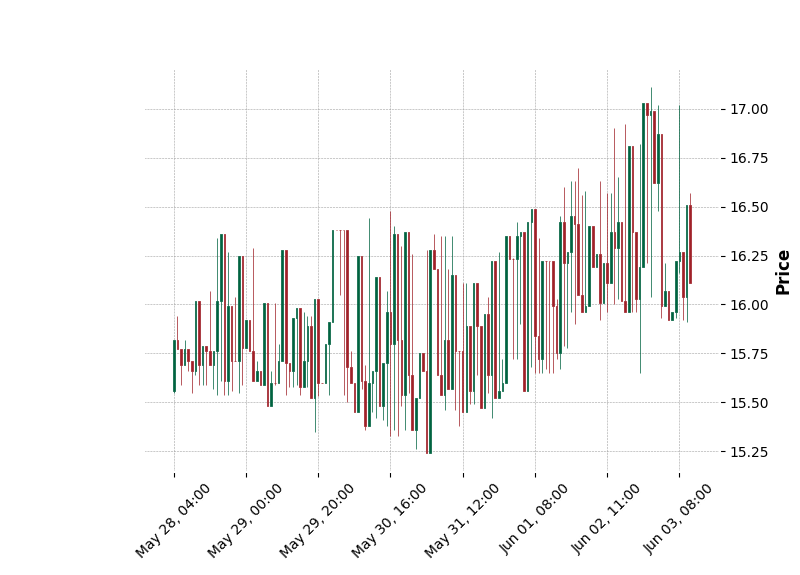 17.00
16.75
16.50
16.25
16.00
15.75
15.50
15.25
Price
May 28, 04:00
May 29, 00:00
May 29, 20:00
May 30, 16:00
May 31, 12:00
Jun 01, 08:00
Jun 02, 11:00
Jun 03, 08:00